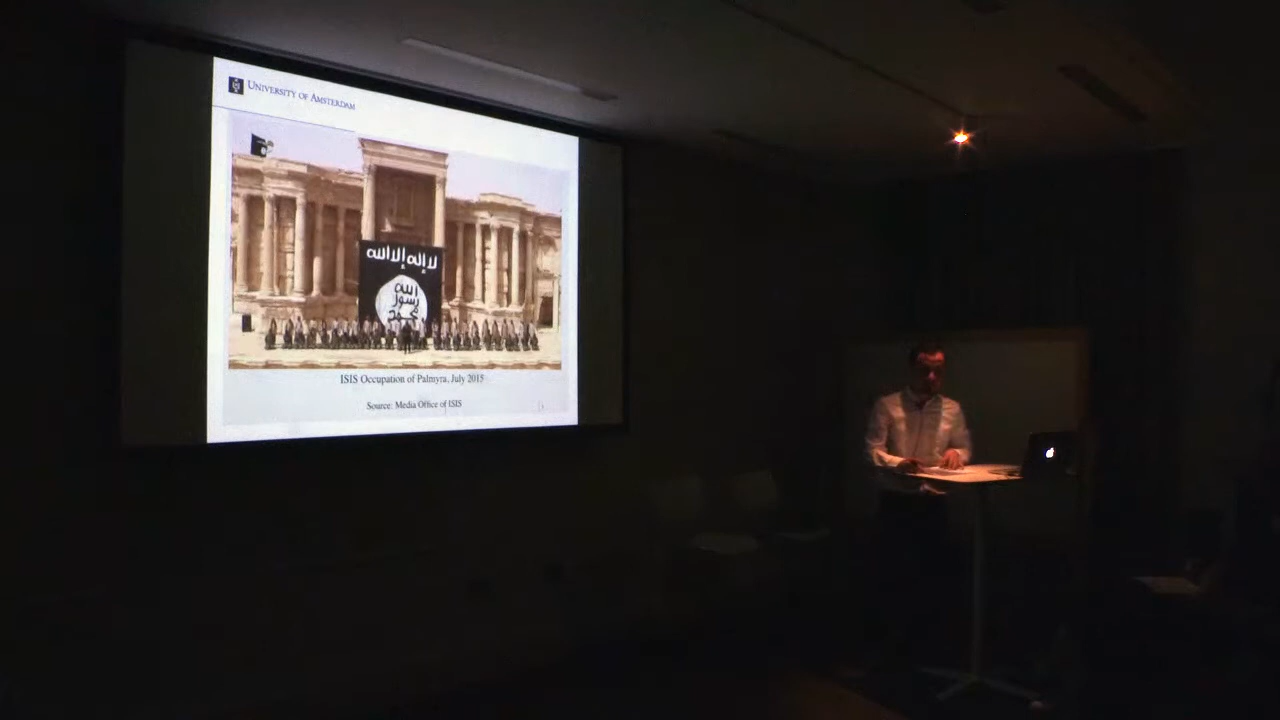 UNIVERSITY OF AMSTERDAM
لا إله إلا الله
الله
رسول
محمد
ISIS Occupation of Palmyra, July 2015
Source: Media Office of ISIS